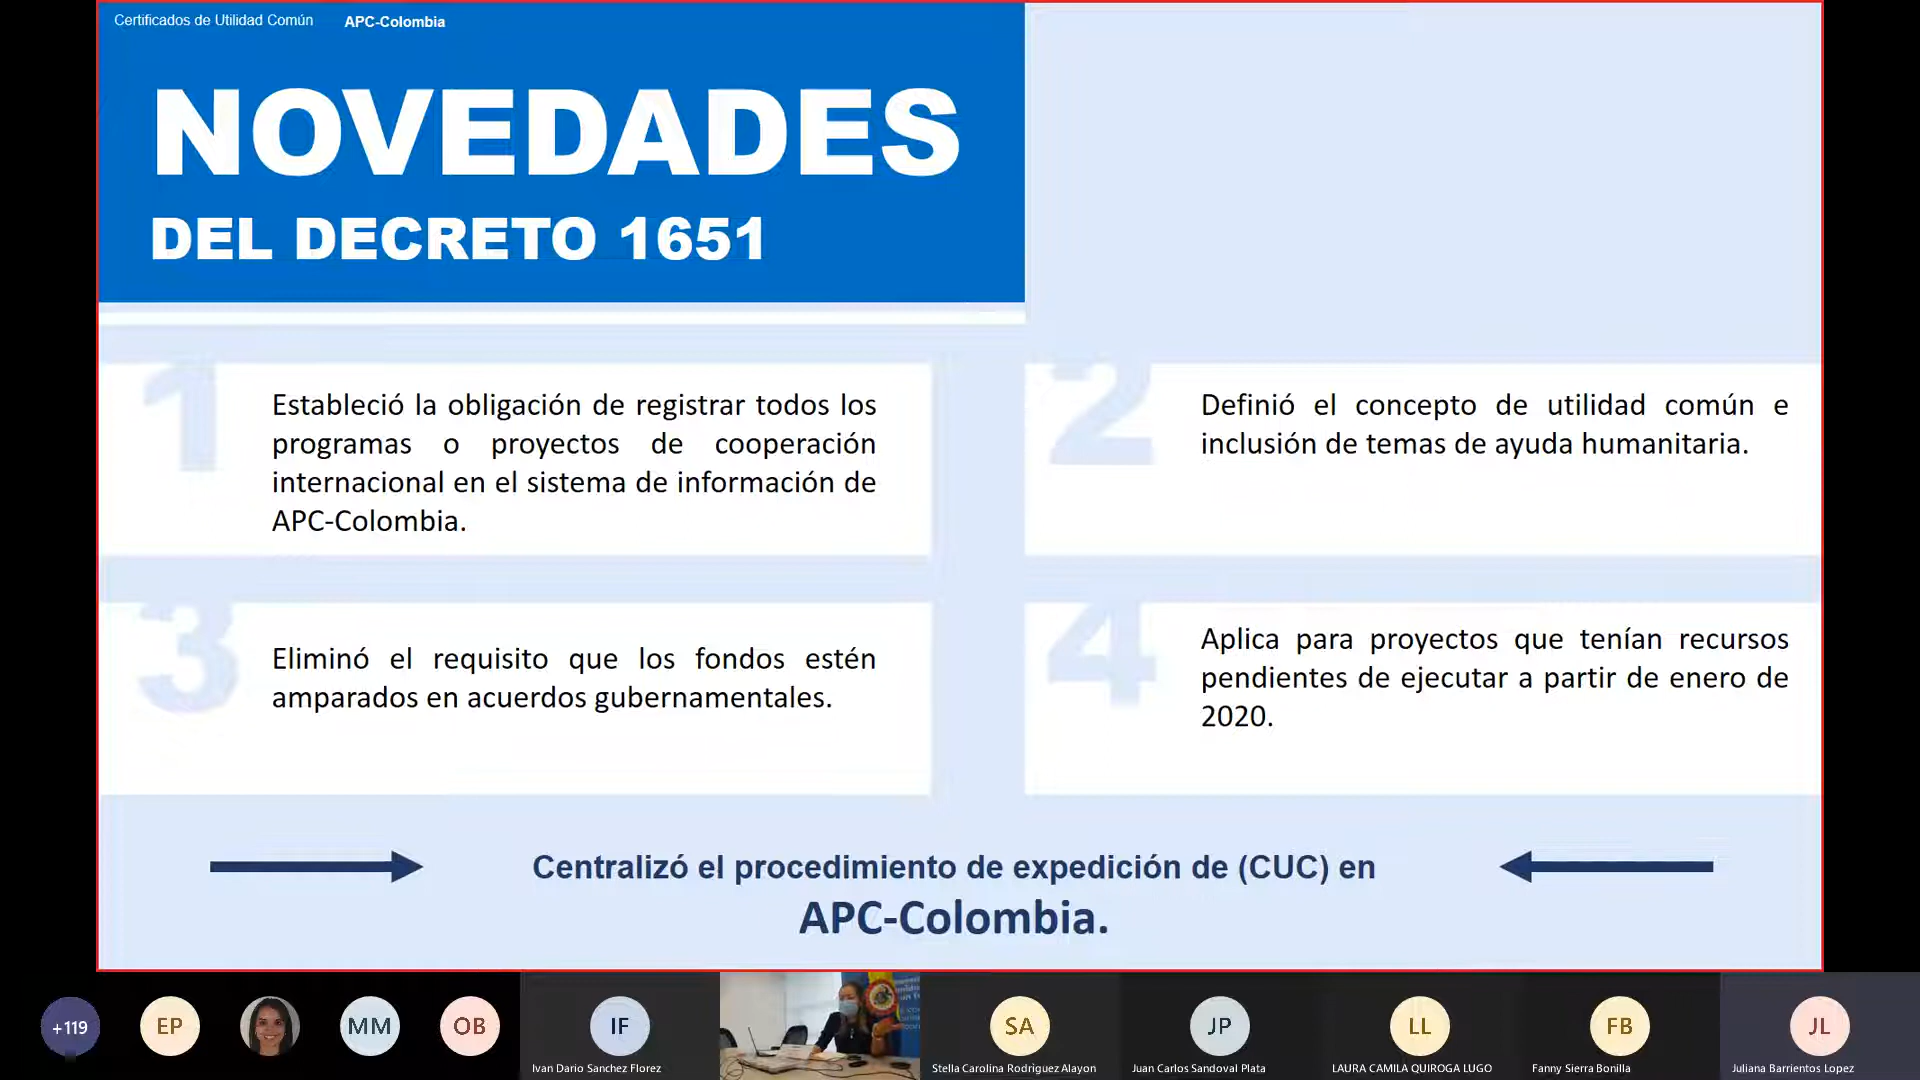 Certificados de Utilidad Común APC-Colombia
NOVEDADES
DEL DECRETO 1651
1
Estableció la obligación de registrar todos los
programas o proyectos de cooperación
internacional en el sistema de información de
APC-Colombia.
2
Definió el concepto de utilidad común e
inclusión de temas de ayuda humanitaria.
3
Eliminó el requisito que los fondos estén
amparados en acuerdos gubernamentales.
4
Aplica para proyectos que tenían recursos
pendientes de ejecutar a partir de enero de
2020.
Centralizó el procedimiento de expedición de (CUC) en
APC-Colombia.
+119
EP
MM
OB
IF
Ivan Dario Sanchez Florez
SA
Stella Carolina Rodriguez Alayon
JP
Juan Carlos Sandoval Plata
LL
LAURA CAMILA QUIROGA LUGO
FB
Fanny Sierra Bonilla
JL
Juliana Barrientos Lopez